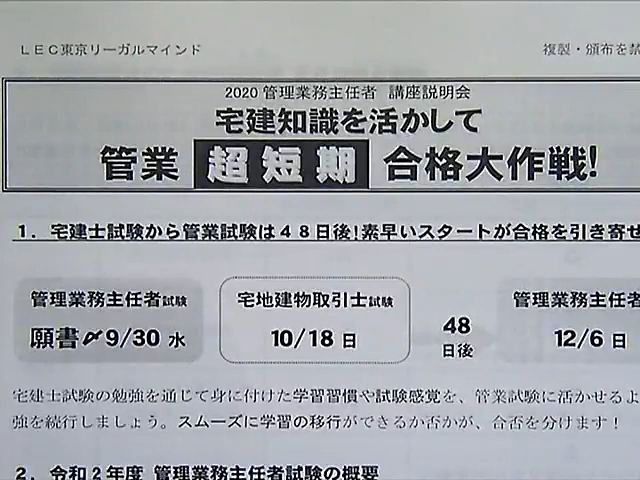 LEC東京リーガルマインド 複製・頒布を禁
2020 管理業務主任者 講座説明会
宅建知識を活かして
管業 超短期 合格大作戦!
1．宅建士試験から管業試験は48日後!素早いスタートが合格を引き寄せ
管理業務主任者試験 宅地建物取引士試験 管理業務主任者
願書〆9/30 水 10/18 日 48 日後 12/6 日
宅建士試験の勉強を通じて身に付けた学習習慣や試験感覚を、管業試験に活かせるよ
強を続行しましょう。スムーズに学習の移行ができるか否かが、合否を分けます！
2．令和2年度 管理業務主任者試験の概要